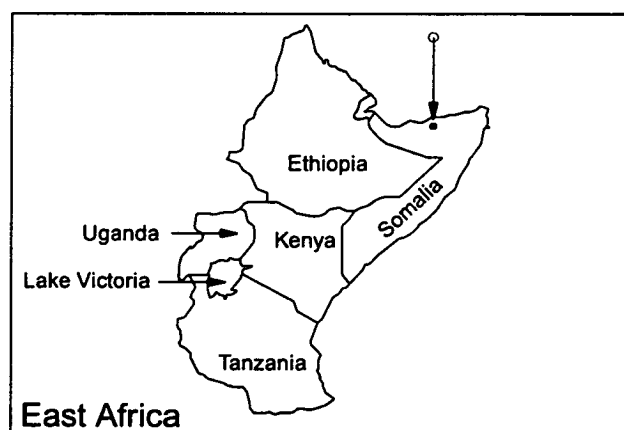 Ethiopia
Somalia
Uganda
Kenya
Lake Victoria
Tanzania
East Africa